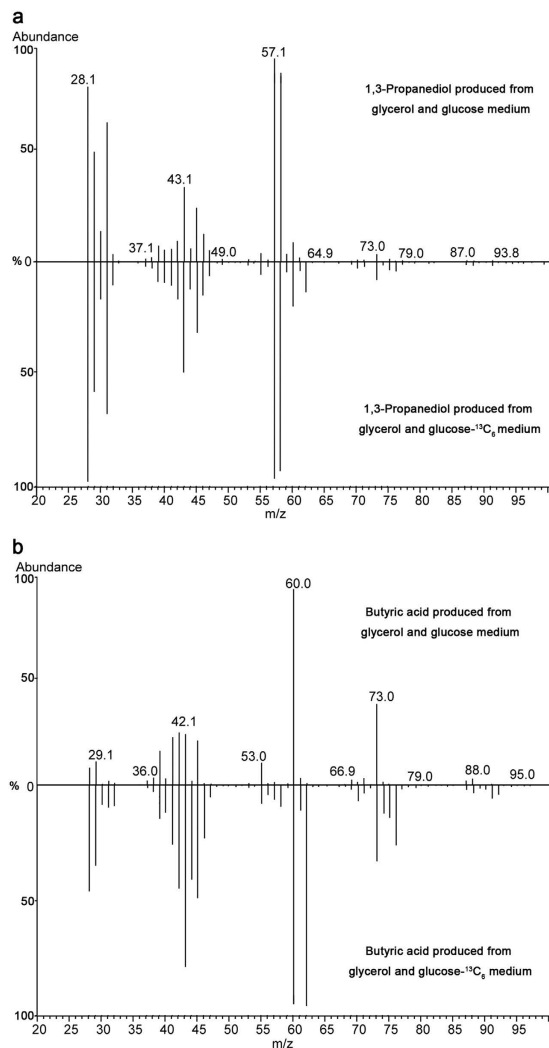 a
Abundance
100
57.1
28.1
1,3-Propanediol produced from
glycerol and glucose medium
50
43.1
37.1
49.0
64.9
73.0
79.0
87.0
93.8
% 0
50
1,3-Propanediol produced from
glycerol and glucose-¹³C₆ medium
100
20 25 30 35 40 45 50 55 60 65 70 75 80 85 90 95
m/z
b
Abundance
100
60.0
Butyric acid produced from
glycerol and glucose medium
50
73.0
42.1
29.1
36.0
53.0
66.9
79.0
88.0
95.0
% 0
50
Butyric acid produced from
glycerol and glucose-¹³C₆ medium
100
20 25 30 35 40 45 50 55 60 65 70 75 80 85 90 95
m/z